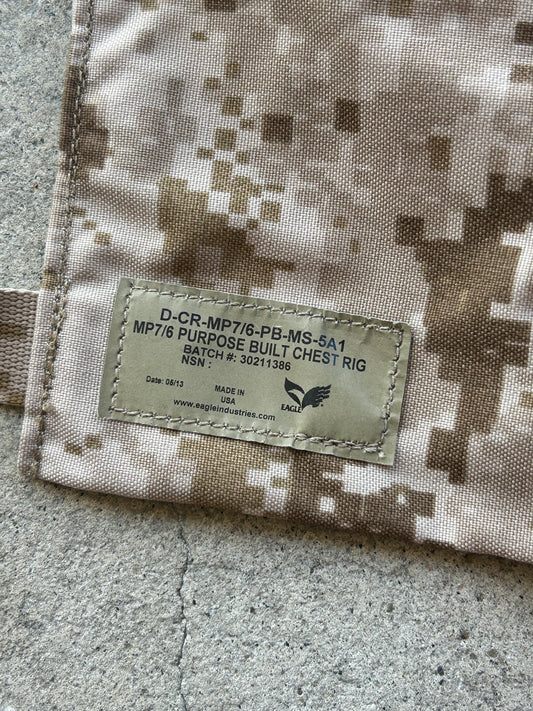 D-CR-MP7/6-PB-MS-5A1
MP7/6 PURPOSE BUILT CHEST RIG
BATCH #: 30211386
NSN :
Date: 05/13
MADE IN
USA
www.eagleindustries.com
EAGLE